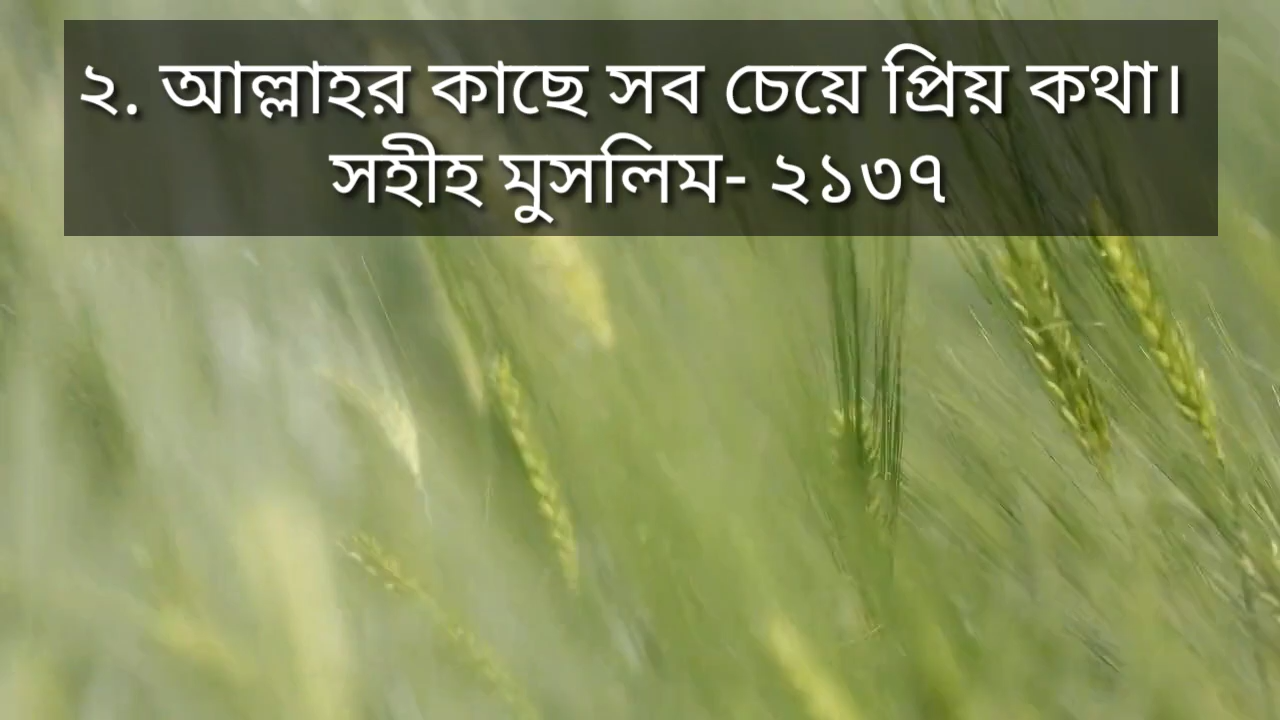 ২. আল্লাহর কাছে সব চেয়ে প্রিয় কথা।
সহীহ মুসলিম- ২১৩৭